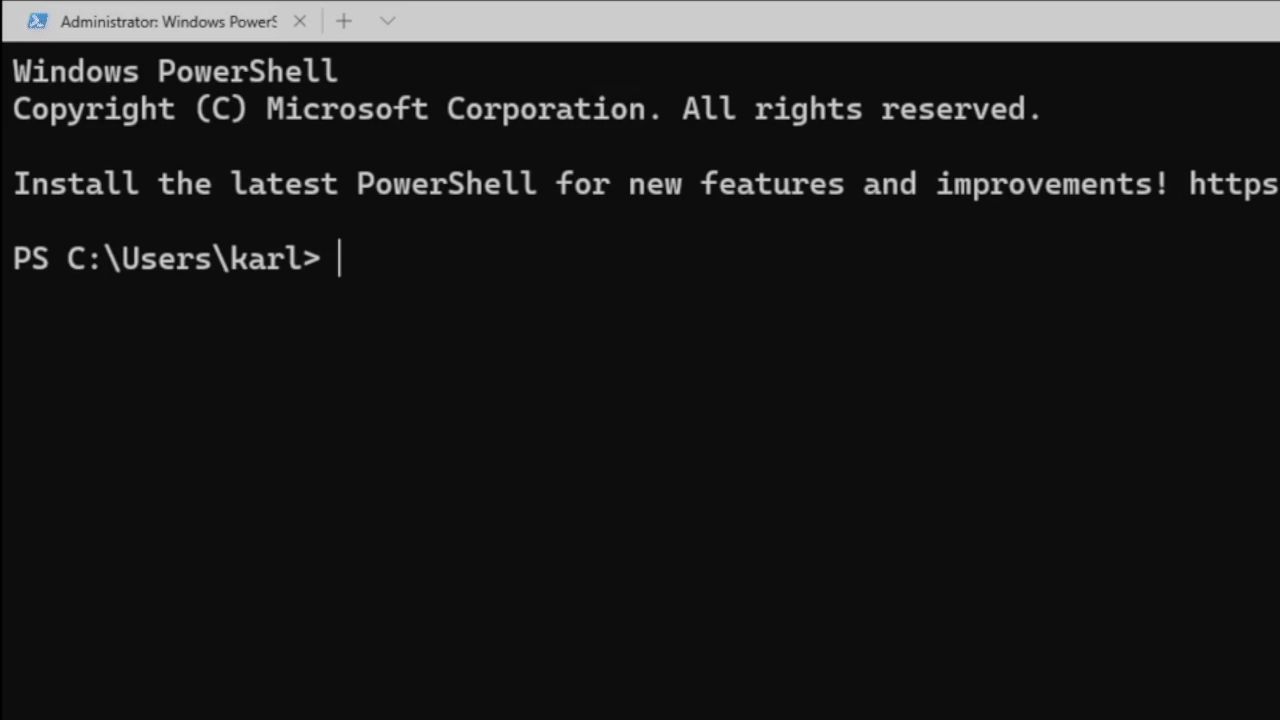 Administrator: Windows PowerS
Windows PowerShell
Copyright (C) Microsoft Corporation. All rights reserved.
Install the latest PowerShell for new features and improvements! https
PS C:\Users\karl>